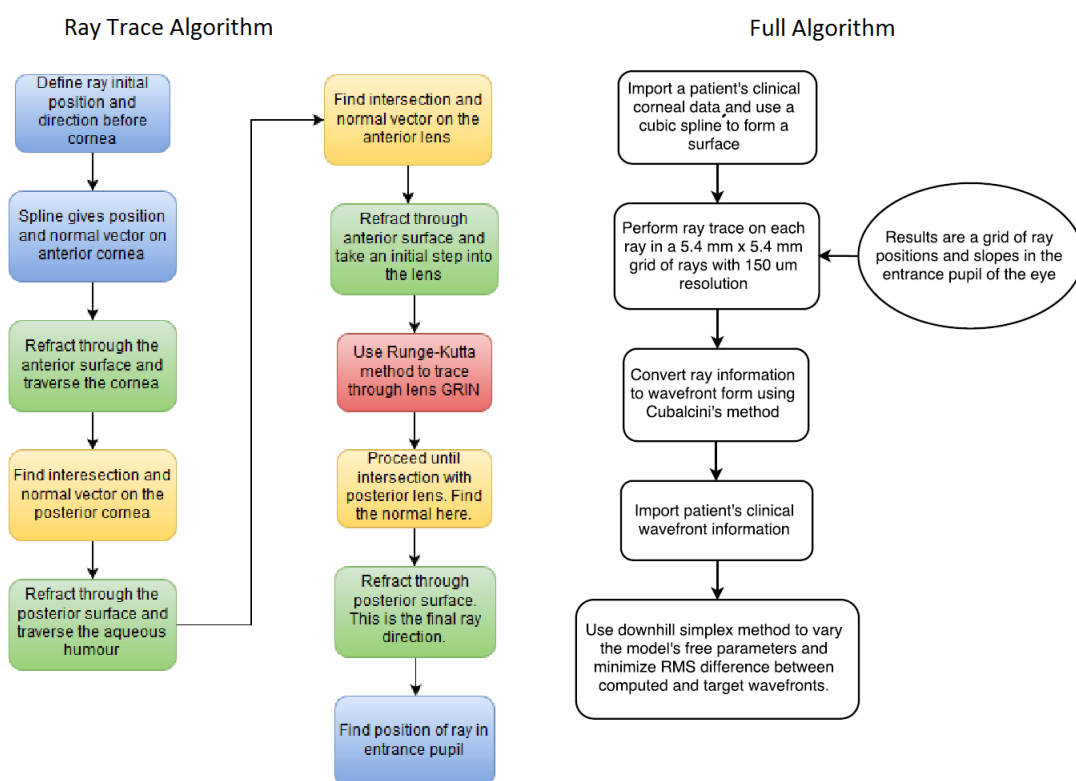 Ray Trace Algorithm
Define ray initial
position and
direction before
cornea
Spline gives position
and normal vector on
anterior cornea
Refract through the
anterior surface and
traverse the cornea
Find interesection and
normal vector on the
posterior cornea
Refract through the
posterior surface and
traverse the aqueous
humour
Find intersection and
normal vector on the
anterior lens
Refract through
anterior surface and
take an initial step into
the lens
Use Runge-Kutta
method to trace
through lens GRIN
Proceed until
intersection with
posterior lens. Find
the normal here.
Refract through
posterior surface.
This is the final ray
direction.
Find position of ray in
entrance pupil
Full Algorithm
Import a patient's clinical
corneal data and use a
cubic spline to form a
surface
Perform ray trace on each
ray in a 5.4 mm x 5.4 mm
grid of rays with 150 um
resolution
Results are a grid of ray
positions and slopes in the
entrance pupil of the eye
Convert ray information
to wavefront form using
Cubalcini's method
Import patient's clinical
wavefront information
Use downhill simplex method to vary
the model's free parameters and
minimize RMS difference between
computed and target wavefronts.